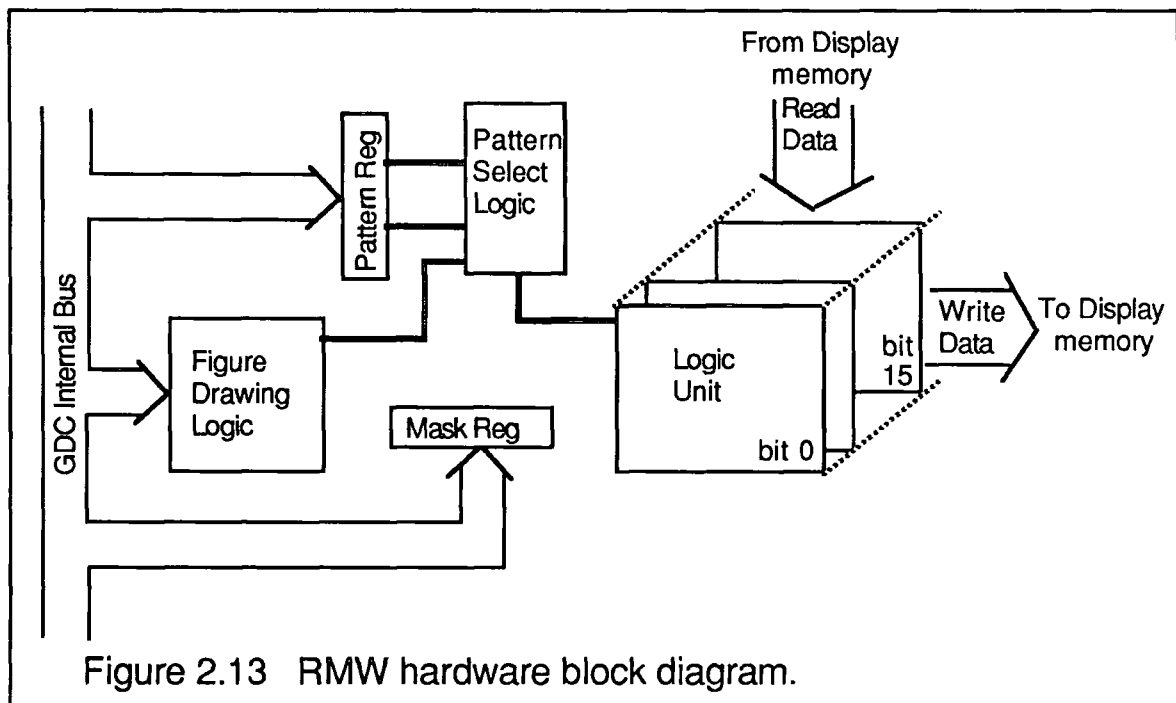 From Display
memory
Read
Data
Pattern Reg
Pattern
Select
Logic
GDC Internal Bus
Figure
Drawing
Logic
Mask Reg
Logic
Unit
bit 0
bit
15
Write
Data
To Display
memory
Figure 2.13 RMW hardware block diagram.